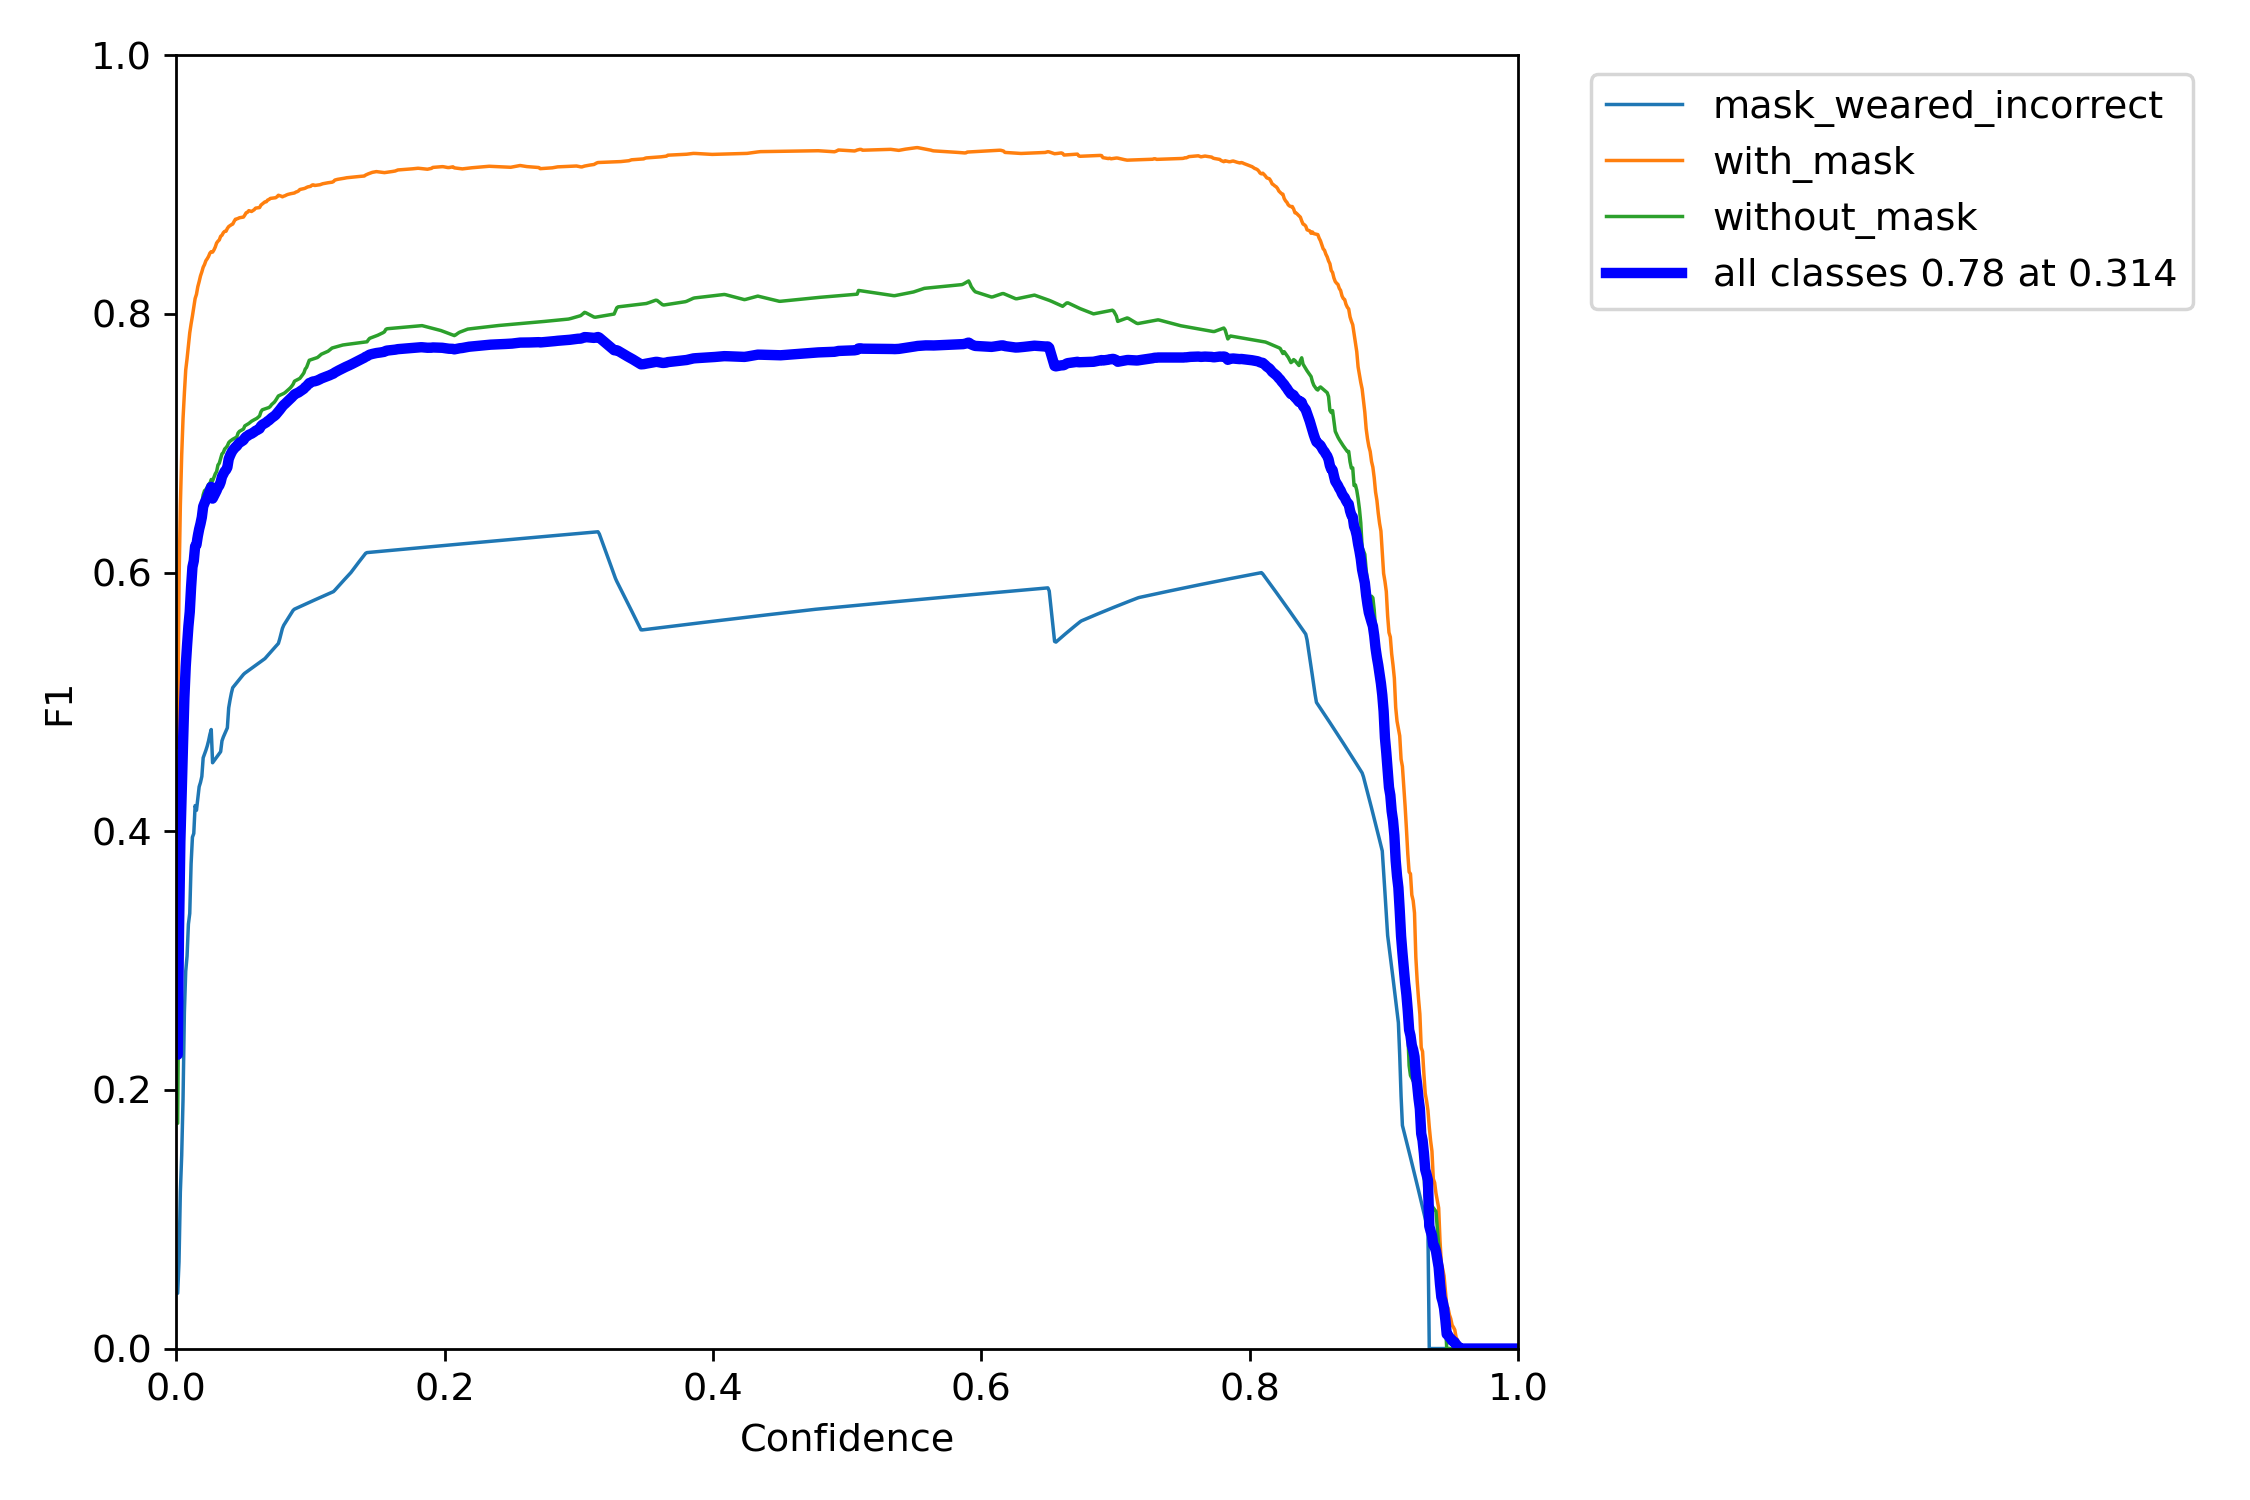 1.0
0.8
0.6
0.4
0.2
0.0
F1
0.0 0.2 0.4 0.6 0.8 1.0
Confidence
mask_weared_incorrect
with_mask
without_mask
all classes 0.78 at 0.314